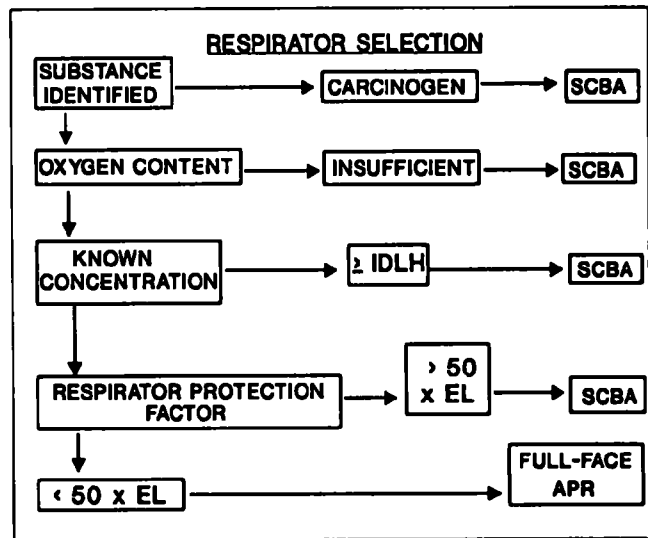 RESPIRATOR SELECTION
SUBSTANCE
IDENTIFIED
CARCINOGEN
SCBA
OXYGEN CONTENT
INSUFFICIENT
SCBA
KNOWN
CONCENTRATION
≥ IDLH
SCBA
RESPIRATOR PROTECTION
FACTOR
> 50
x EL
SCBA
< 50 x EL
FULL-FACE
APR